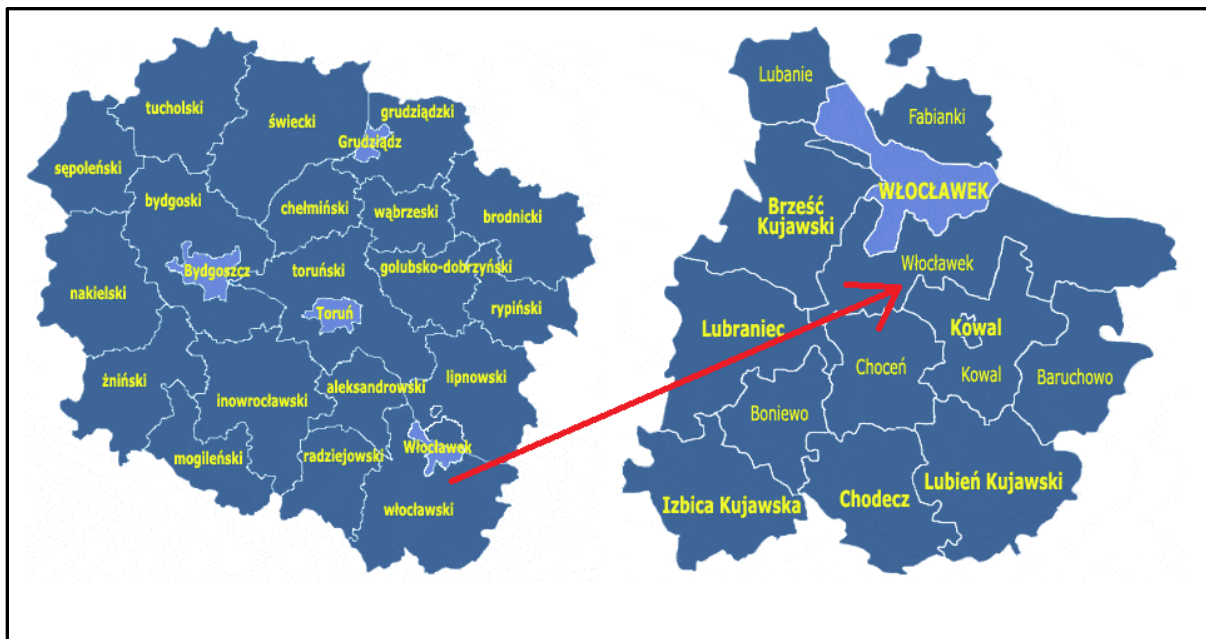 tucholski
świecki
grudziądzki
Grudziądz
sępoleński
bydgoski
chełmiński
wąbrzeski
brodnicki
Bydgoszcz
toruński
golubsko-dobrzyński
nakielski
Toruń
rypiński
żniński
inowrocławski
aleksandrowski
lipnowski
mogileński
radziejowski
Włocławek
włocławski
Lubanie
Fabianki
WŁOCŁAWEK
Brześć
Kujawski
Włocławek
Lubraniec
Kowal
Choceń
Kowal
Baruchowo
Boniewo
Izbica Kujawska
Chodecz
Lubień Kujawski